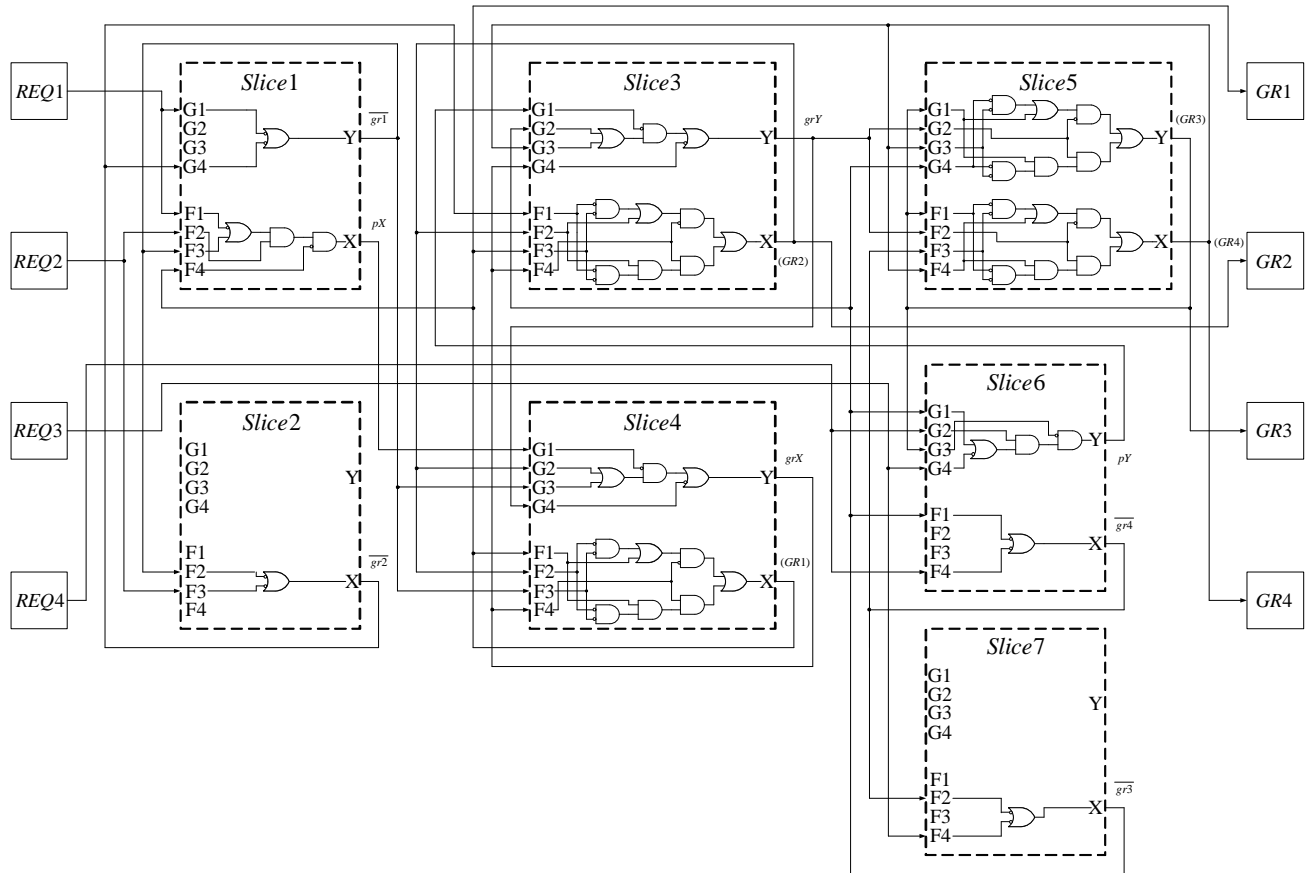 REQ1
REQ2
REQ3
REQ4
Slice1
G1
G2
G3
G4
Y
gr1
F1
F2
F3
F4
X
pX
Slice2
G1
G2
G3
G4
Y
F1
F2
F3
F4
X
gr2
Slice3
G1
G2
G3
G4
Y
grY
F1
F2
F3
F4
X
(GR2)
Slice4
G1
G2
G3
G4
Y
grX
F1
F2
F3
F4
X
(GR1)
Slice5
G1
G2
G3
G4
Y
(GR3)
F1
F2
F3
F4
X
(GR4)
Slice6
G1
G2
G3
G4
Y
pY
F1
F2
F3
F4
X
gr4
Slice7
G1
G2
G3
G4
Y
F1
F2
F3
F4
X
gr3
GR1
GR2
GR3
GR4